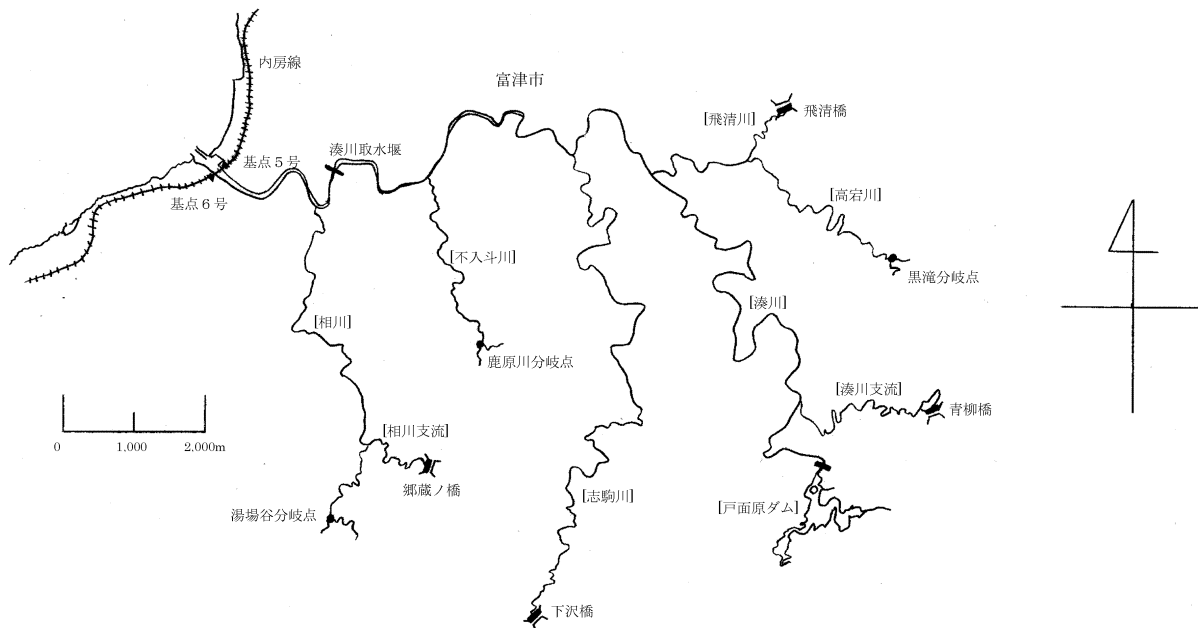 内房線
富津市
飛清橋
[飛清川]
湊川取水堰
基点5号
基点6号
[高宕川]
[不入斗川]
黒滝分岐点
[湊川]
[相川]
鹿原川分岐点
[湊川支流]
青柳橋
[相川支流]
0 1,000 2,000m
郷蔵ノ橋
[志駒川]
[戸面原ダム]
湯場谷分岐点
下沢橋